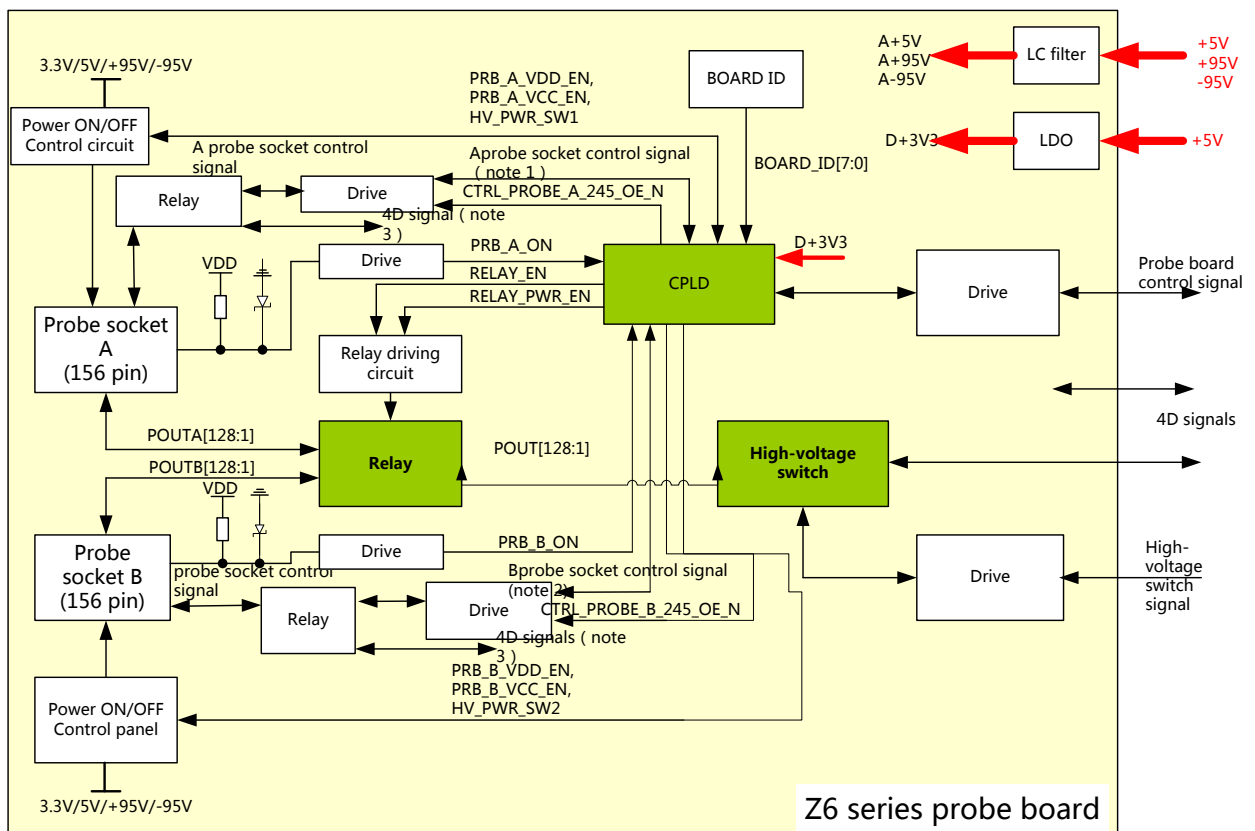 3.3V/5V/+95V/-95V
Power ON/OFF
Control circuit
PRB_A_VDD_EN,
PRB_A_VCC_EN,
HV_PWR_SW1
BOARD ID
A+5V
A+95V
A-95V
LC filter
+5V
+95V
-95V
D+3V3
LDO
+5V
A probe socket control
signal
Aprobe socket control signal
( note 1 )
BOARD_ID[7:0]
Relay
Drive
CTRL_PROBE_A_245_OE_N
4D signal ( note
3 )
VDD
Drive
PRB_A_ON
RELAY_EN
RELAY_PWR_EN
CPLD
D+3V3
Drive
Probe board
control signal
Probe socket
A
(156 pin)
Relay driving
circuit
4D signals
POUTA[128:1]
POUTB[128:1]
Relay
POUT[128:1]
High-voltage
switch
VDD
Probe
socket B
(156 pin)
Drive
PRB_B_ON
Drive
High-
voltage
switch
signal
probe socket control
signal
Bprobe socket control signal
(note 2)
Relay
Drive
CTRL_PROBE_B_245_OE_N
4D signals ( note
3 )
PRB_B_VDD_EN,
PRB_B_VCC_EN,
HV_PWR_SW2
Power ON/OFF
Control panel
3.3V/5V/+95V/-95V
Z6 series probe board